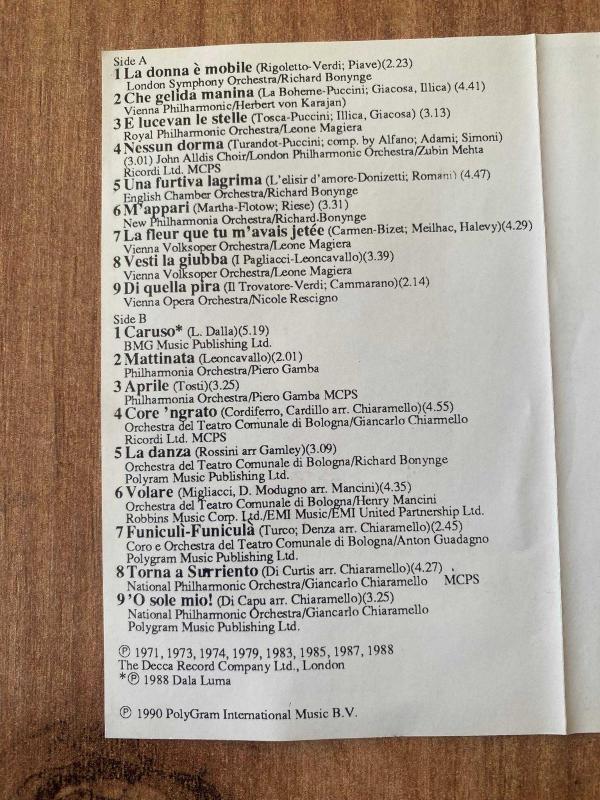 Side A
1 La donna è mobile (Rigoletto-Verdi; Piave)(2.23)
London Symphony Orchestra/Richard Bonynge
2 Che gelida manina (La Boheme-Puccini; Giacosa, Illica) (4.41)
Vienna Philharmonic/Herbert von Karajan)
3 E lucevan le stelle (Tosca-Puccini; Illica, Giacosa) (3.13)
Royal Philharmonic Orchestra/Leone Magiera
4 Nessun dorma (Turandot-Puccini; comp. by Alfano; Adami; Simoni)
(3.01) John Alldis Choir/London Philharmonic Orchestra/Zubin Mehta
Ricordi Ltd. MCPS
5 Una furtiva lagrima (L'elisir d'amore-Donizetti; Romani) (4.47)
English Chamber Orchestra/Richard Bonynge
6 M'appari (Martha-Flotow; Riese) (3.31)
New Philharmonia Orchestra/Richard.Bonynge
7 La fleur que tu m'avais jetée (Carmen-Bizet; Meilhac, Halevy)(4.29)
Vienna Volksoper Orchestra/Leone Magiera
8 Vesti la giubba (I Pagliacci-Leoncavallo)(3.39)
Vienna Volksoper Orchestra/Leone Magiera
9 Di quella pira (Il Trovatore-Verdi; Cammarano)(2.14)
Vienna Opera Orchestra/Nicole Rescigno
Side B
1 Caruso* (L. Dalla)(5.19)
BMG Music Publishing Ltd.
2 Mattinata (Leoncavallo)(2.01)
Philharmonia Orchestra/Piero Gamba
3 Aprile (Tosti)(3.25)
Philharmonia Orchestra/Piero Gamba MCPS
4 Core 'ngrato (Cordiferro, Cardillo arr. Chiaramello)(4.55)
Orchestra del Teatro Comunale di Bologna/Giancarlo Chiarmello
Ricordi Ltd. MCPS
5 La danza (Rossini arr Gamley)(3.09)
Orchestra del Teatro Comunale di Bologna/Richard Bonynge
Polyram Music Publishing Ltd.
6 Volare (Migliacci, D. Modugno arr. Mancini)(4.35)
Orchestra del Teatro Comunale di Bologna/Henry Mancini
Robbins Music Corp. Ltd./EMI Music/EMI United Partnership Ltd.
7 Funiculi-Funiculà (Turco; Denza arr. Chiaramello)(2.45)
Coro e Orchestra del Teatro Comunale di Bologna/Anton Guadagno
Polygram Music Publishing Ltd.
8 Torna a Surriento (Di Curtis arr. Chiaramello)(4.27)
National Philharmonic Orchestra/Giancarlo Chiaramello MCPS
9 'O sole mio! (Di Capu arr. Chiaramello)(3.25)
National Philharmonic Orchestra/Giancarlo Chiaramello
Polygram Music Publishing Ltd.
℗ 1971, 1973, 1974, 1979, 1983, 1985, 1987, 1988
The Decca Record Company Ltd., London
*℗ 1988 Dala Luma
℗ 1990 PolyGram International Music B.V.